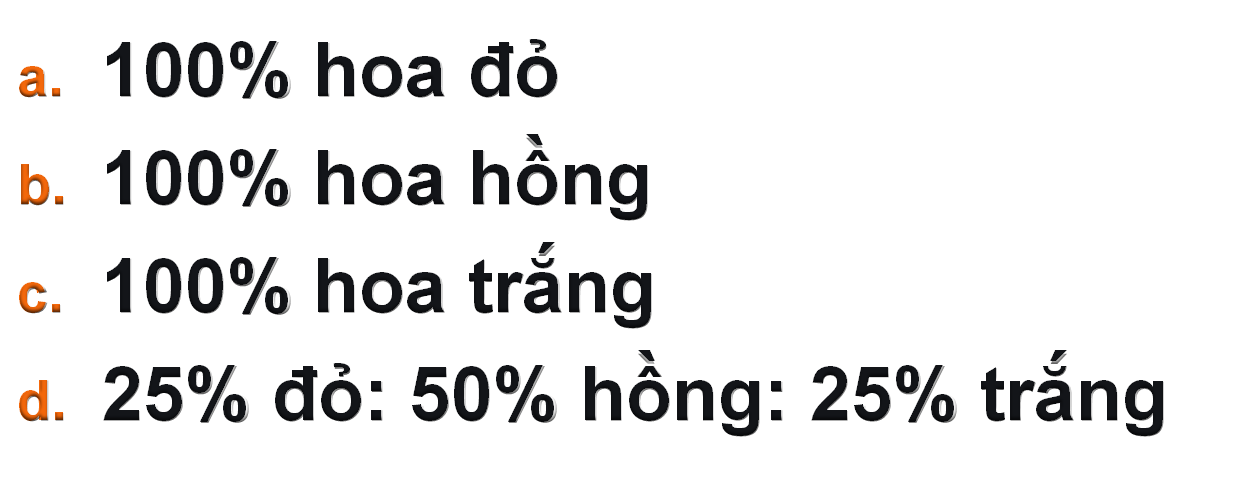 a. 100% hoa đỏ
b. 100% hoa hồng
c. 100% hoa trắng
d. 25% đỏ: 50% hồng: 25% trắng